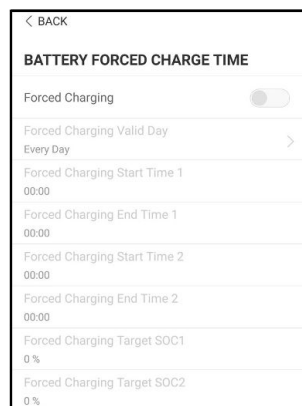 < BACK
BATTERY FORCED CHARGE TIME
Forced Charging
Forced Charging Valid Day
Every Day
Forced Charging Start Time 1
00:00
Forced Charging End Time 1
00:00
Forced Charging Start Time 2
00:00
Forced Charging End Time 2
00:00
Forced Charging Target SOC1
0 %
Forced Charging Target SOC2
0 %